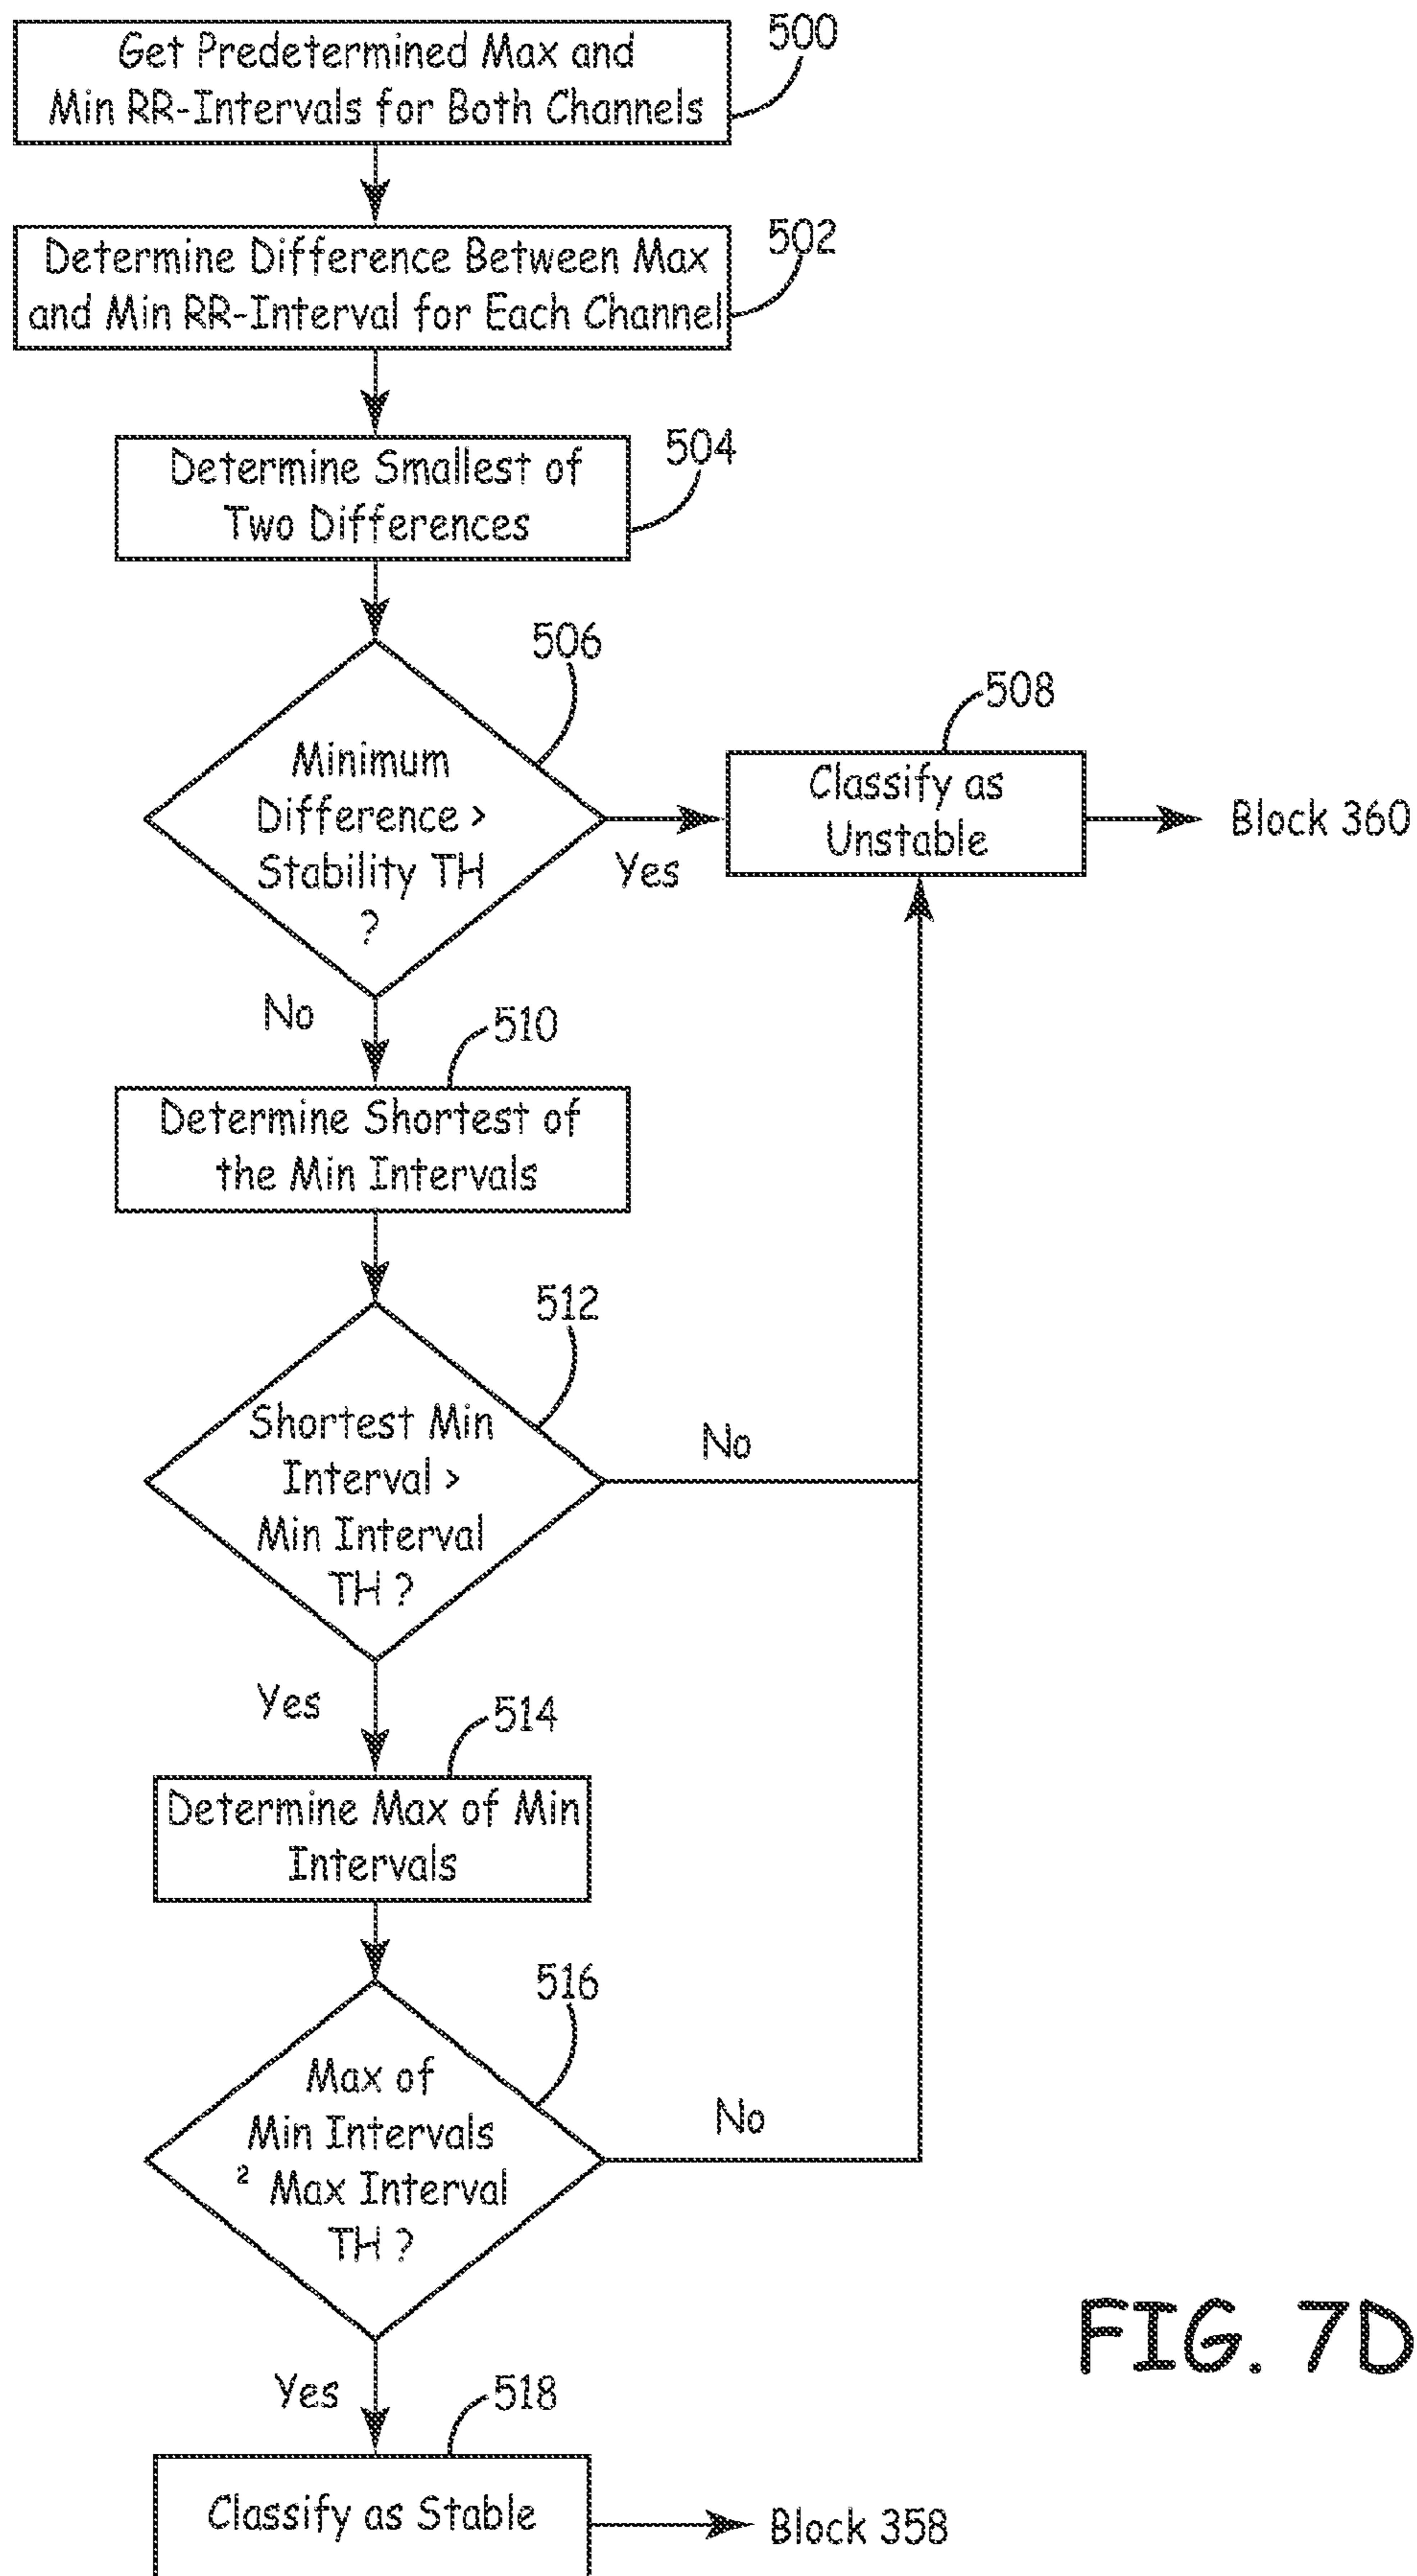 500
Get Predetermined Max and
Min RR-Intervals for Both Channels
502
Determine Difference Between Max
and Min RR-Interval for Each Channel
504
Determine Smallest of
Two Differences
506
Minimum
Difference >
Stability TH
?
Yes
No
508
Classify as
Unstable
Block 360
510
Determine Shortest of
the Min Intervals
512
Shortest Min
Interval >
Min Interval
TH ?
No
Yes
514
Determine Max of Min
Intervals
516
Max of
Min Intervals
² Max Interval
TH ?
No
Yes
518
Classify as Stable
Block 358
FIG. 7D